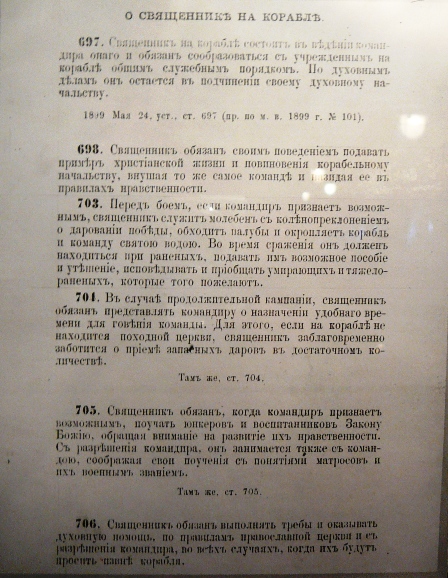 О СВЯЩЕННИКѢ НА КОРАБЛѢ.
697. Священникъ на кораблѣ состоитъ въ вѣдѣніи коман-
дира онаго и обязанъ сообразоваться съ учрежденнымъ на
кораблѣ общимъ служебнымъ порядкомъ. По духовнымъ
дѣламъ онъ остается въ подчиненіи своему духовному на-
чальству.
1899 Мая 24, уст., ст. 697 (пр. по м. в. 1899 г. № 101).
698. Священникъ обязанъ своимъ поведеніемъ подавать
примѣръ христіанской жизни и повиновенія корабельному
начальству, внушая то же самое командѣ и назидая ее въ
правилахъ нравственности.
703. Передъ боемъ, если командиръ признаетъ возмож-
нымъ, священникъ служитъ молебенъ съ колѣнопреклоненіемъ
о дарованіи побѣды, обходитъ палубы и окропляетъ корабль
и команду святою водою. Во время сраженія онъ долженъ
находиться при раненыхъ, подавать имъ возможное пособіе
и утѣшеніе, исповѣдывать и пріобщать умирающихъ и тяжело-
раненыхъ, которые того пожелаютъ.
704. Въ случаѣ продолжительной кампаніи, священникъ
обязанъ представлять командиру о назначеніи удобнаго вре-
мени для говѣнія команды. Для этого, если на кораблѣ не
находится походной церкви, священникъ заблаговременно
заботится о пріемѣ запасныхъ даровъ въ достаточномъ ко-
личествѣ.
Тамъ же, ст. 704.
705. Священникъ обязанъ, когда командиръ признаетъ
возможнымъ, поучать юнкеровъ и воспитанниковъ Закону
Божію, обращая вниманіе на развитіе ихъ нравственности.
Съ разрѣшенія командира, онъ занимается также съ коман-
дою, соображая свои поученія съ понятіями матросовъ и
ихъ военнымъ званіемъ.
Тамъ же, ст. 705.
706. Священникъ обязанъ выполнять требы и оказывать
духовную помощь, по правиламъ православной церкви и съ
разрѣшенія командира, во всѣхъ случаяхъ, когда ихъ будутъ
просить извнѣ корабля.